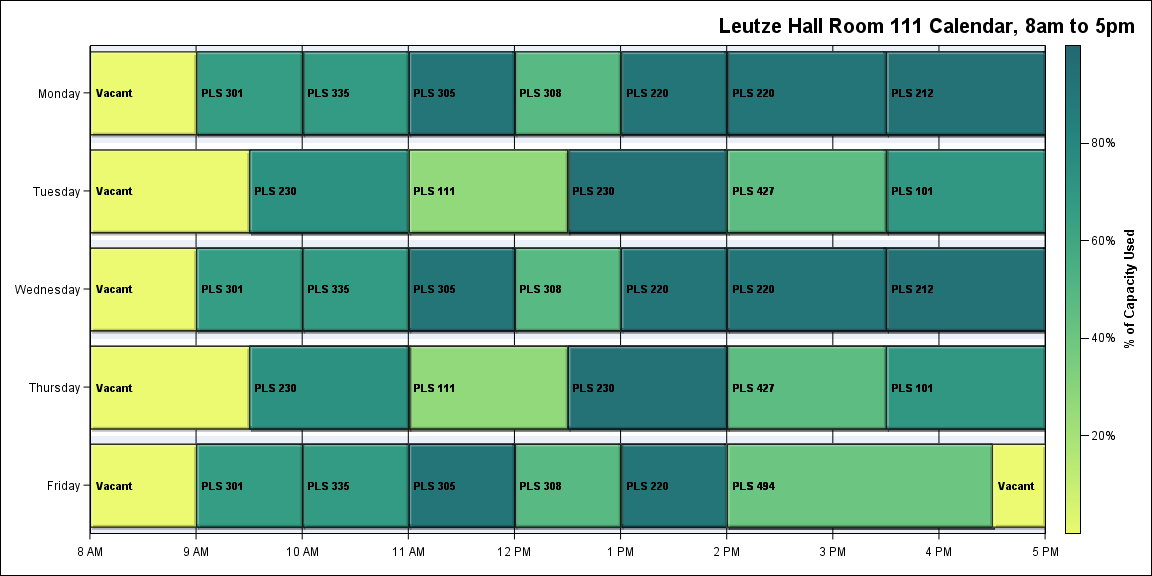 Leutze Hall Room 111 Calendar, 8am to 5pm
Monday
Vacant
PLS 301
PLS 335
PLS 305
PLS 308
PLS 220
PLS 220
PLS 212
Tuesday
Vacant
PLS 230
PLS 111
PLS 230
PLS 427
PLS 101
Wednesday
Vacant
PLS 301
PLS 335
PLS 305
PLS 308
PLS 220
PLS 220
PLS 212
Thursday
Vacant
PLS 230
PLS 111
PLS 230
PLS 427
PLS 101
Friday
Vacant
PLS 301
PLS 335
PLS 305
PLS 308
PLS 220
PLS 494
Vacant
8 AM
9 AM
10 AM
11 AM
12 PM
1 PM
2 PM
3 PM
4 PM
5 PM
80%
60%
40%
20%
% of Capacity Used